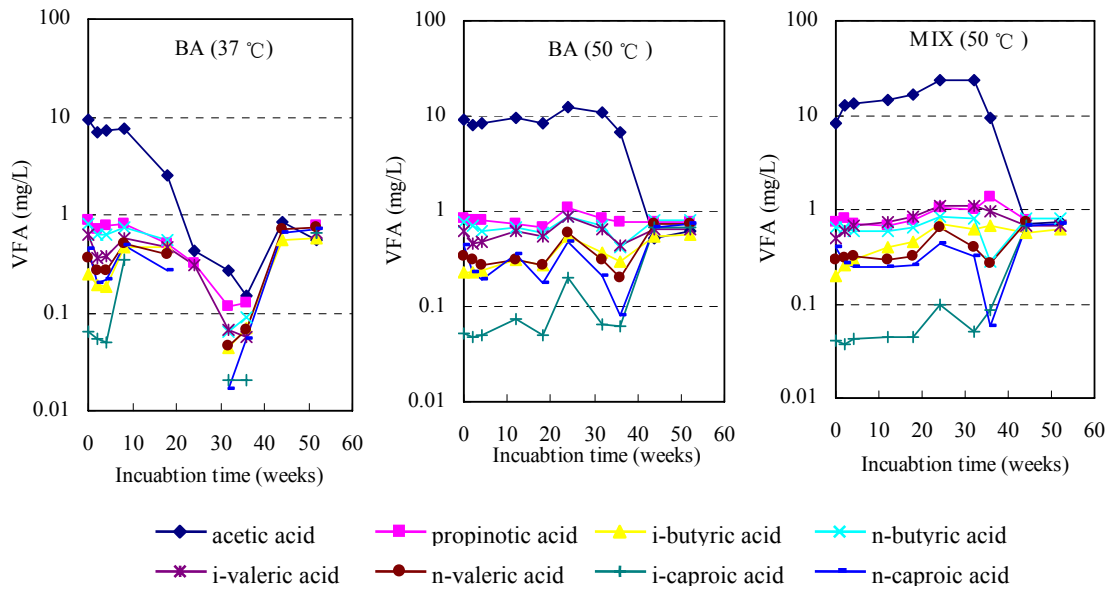 BA (37 ℃)
100
10
1
0.1
0.01
VFA (mg/L)
0 10 20 30 40 50 60
Incuabtion time (weeks)
BA (50 ℃)
100
10
1
0.1
0.01
VFA (mg/L)
0 10 20 30 40 50 60
Incuabtion time (weeks)
MIX (50 ℃)
100
10
1
0.1
0.01
VFA (mg/L)
0 10 20 30 40 50 60
Incuabtion time (weeks)
acetic acid propinotic acid i-butyric acid n-butyric acid
i-valeric acid n-valeric acid i-caproic acid n-caproic acid